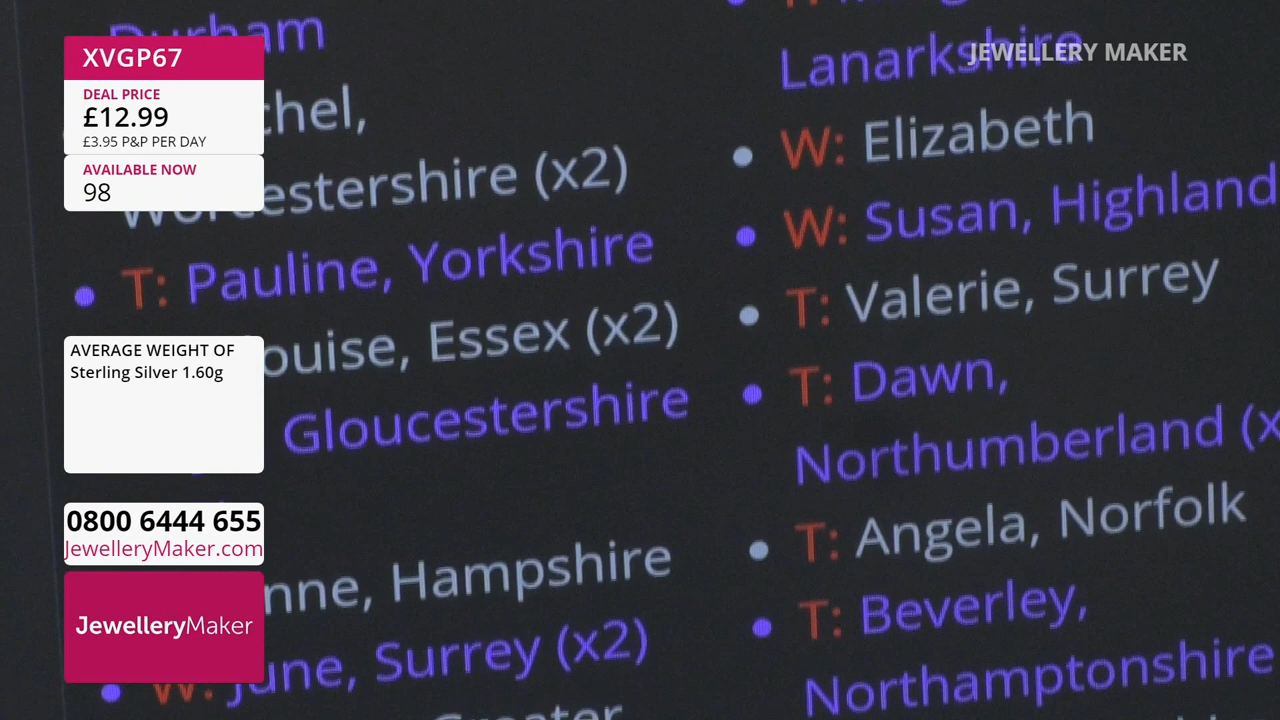 XVGP67
DEAL PRICE
£12.99
£3.95 P&P PER DAY
AVAILABLE NOW
98
AVERAGE WEIGHT OF
Sterling Silver 1.60g
0800 6444 655
JewelleryMaker.com
JewelleryMaker
JEWELLERY MAKER
Durham
chel,
Worcestershire (x2)
T: Pauline, Yorkshire
ouise, Essex (x2)
Gloucestershire
nne, Hampshire
W: June, Surrey (x2)
Greater
Lanarkshire
W: Elizabeth
W: Susan, Highland
T: Valerie, Surrey
T: Dawn,
Northumberland (x
T: Angela, Norfolk
T: Beverley,
Northamptonshire